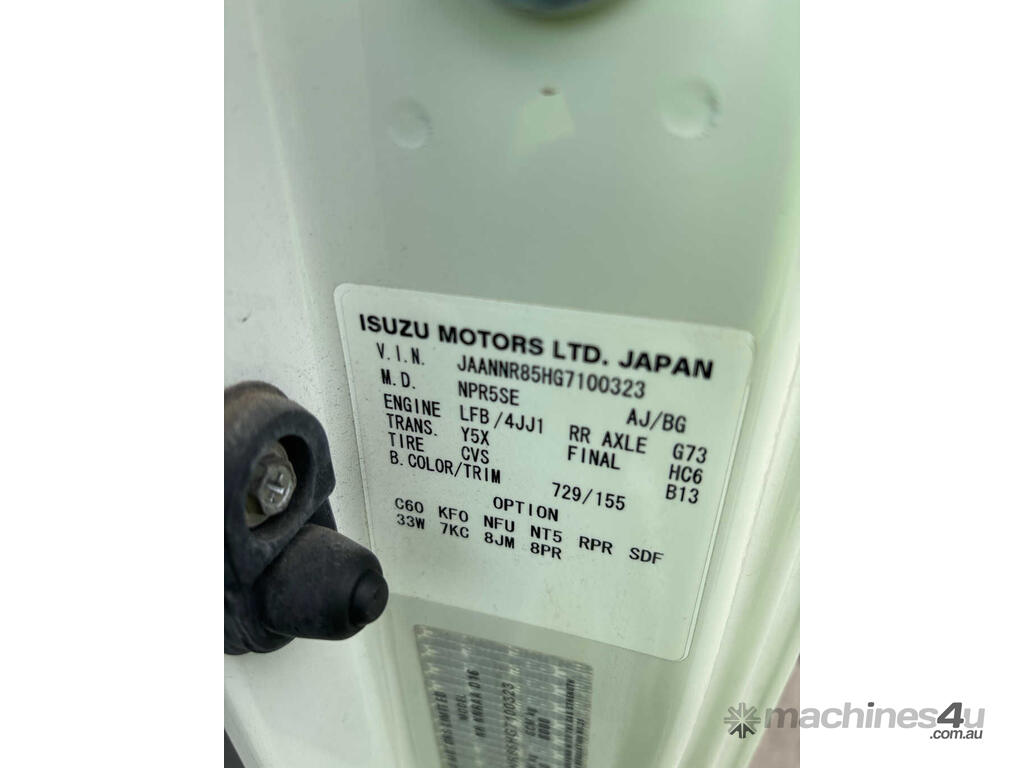 ISUZU MOTORS LTD. JAPAN
V.I.N. JAANNR85HG7100323
M.D. NPR5SE AJ/BG
ENGINE LFB/4JJ1 RR AXLE G73
TRANS. Y5X FINAL HC6
TIRE CVS B13
B.COLOR/TRIM 729/155
OPTION
C60 KFO NFU NT5 RPR SDF
33W 7KC 8JM 8PR
MODEL
G7100323
machines4u
.com.au